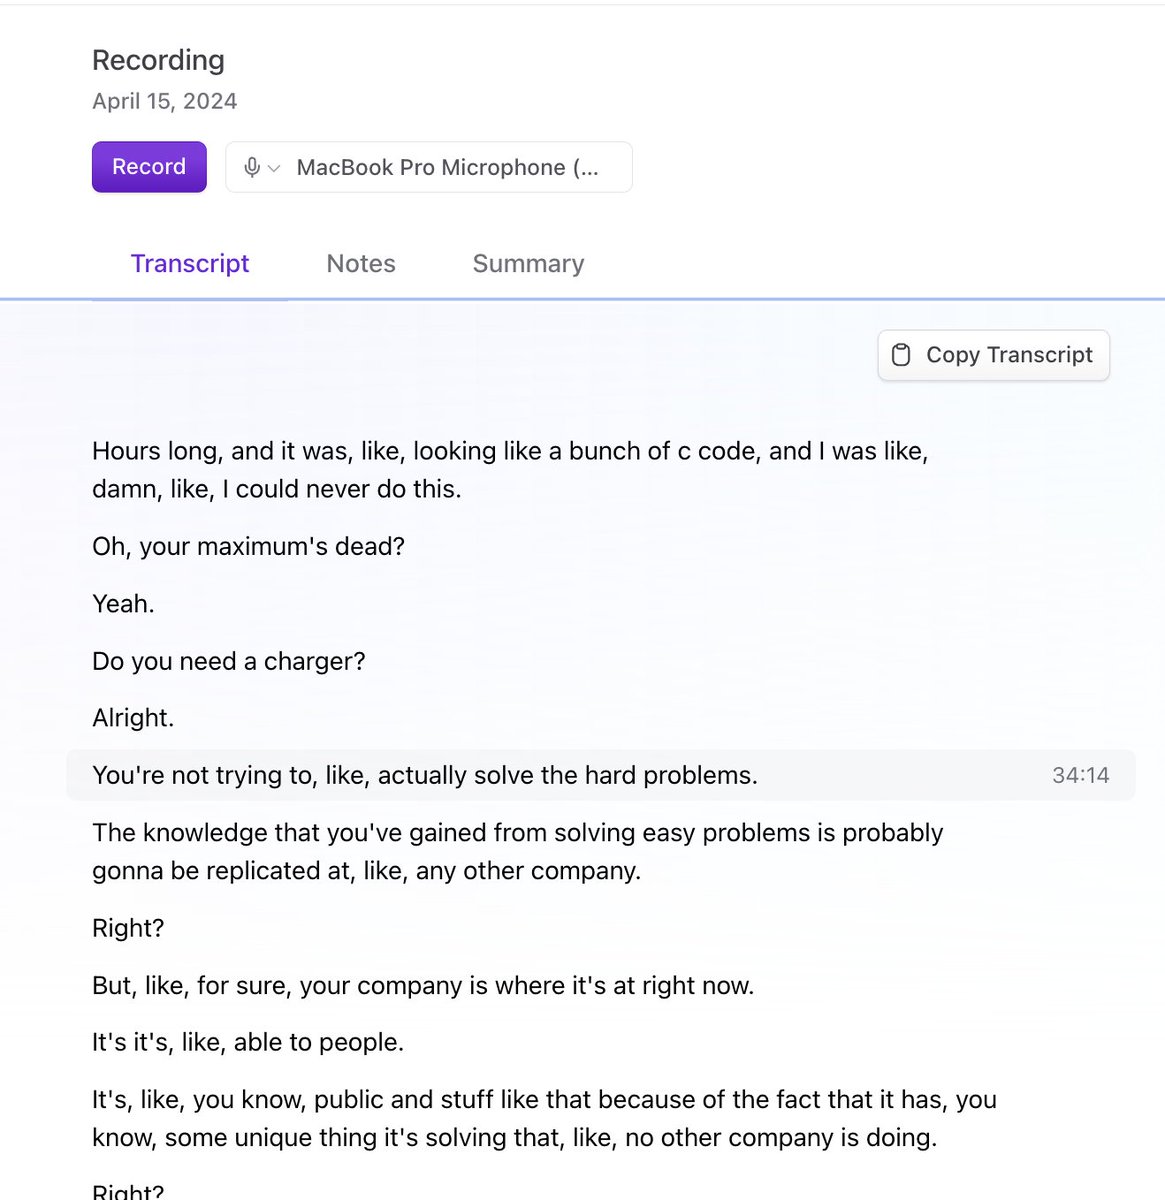 Recording
April 15, 2024
Record
MacBook Pro Microphone (...
Transcript Notes Summary
Copy Transcript
Hours long, and it was, like, looking like a bunch of c code, and I was like,
damn, like, I could never do this.
Oh, your maximum's dead?
Yeah.
Do you need a charger?
Alright.
You're not trying to, like, actually solve the hard problems. 34:14
The knowledge that you've gained from solving easy problems is probably
gonna be replicated at, like, any other company.
Right?
But, like, for sure, your company is where it's at right now.
It's it's, like, able to people.
It's, like, you know, public and stuff like that because of the fact that it has, you
know, some unique thing it's solving that, like, no other company is doing.
Right?